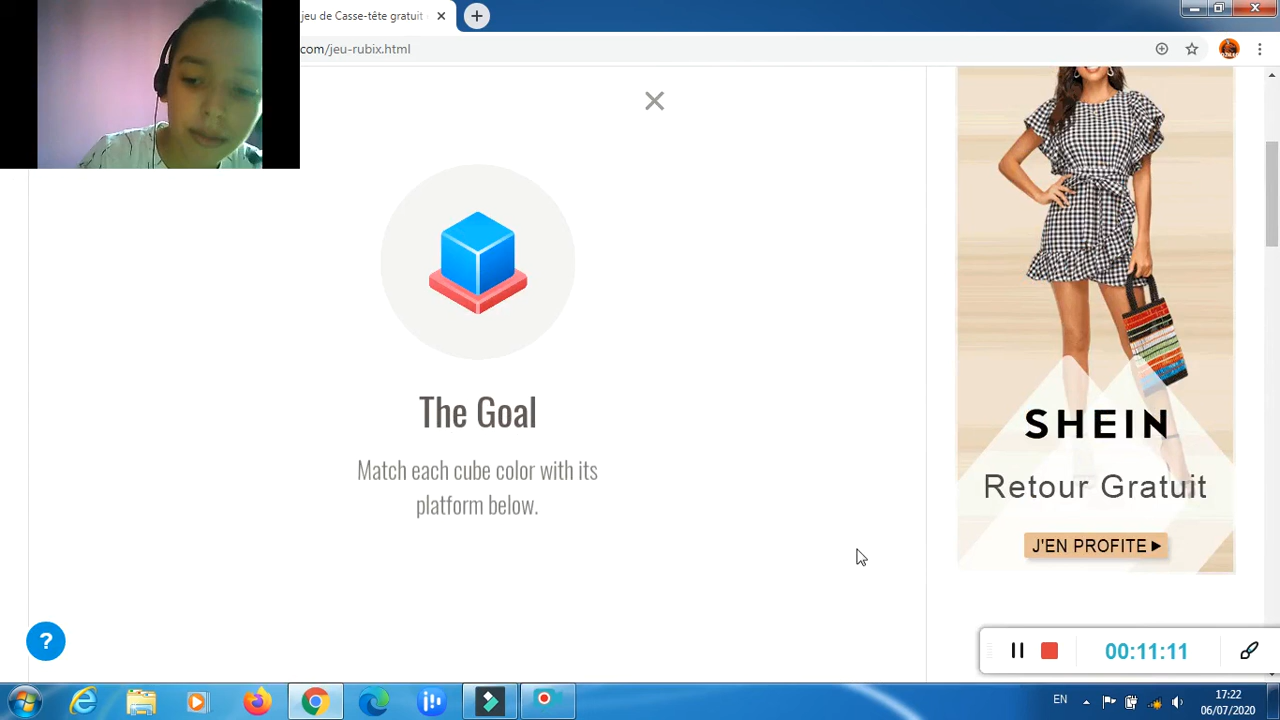 jeu de Casse-tête gratuit
com/jeu-rubix.html
The Goal
Match each cube color with its
platform below.
SHEIN
Retour Gratuit
J'EN PROFITE
?
00:11:11
EN
17:22
06/07/2020